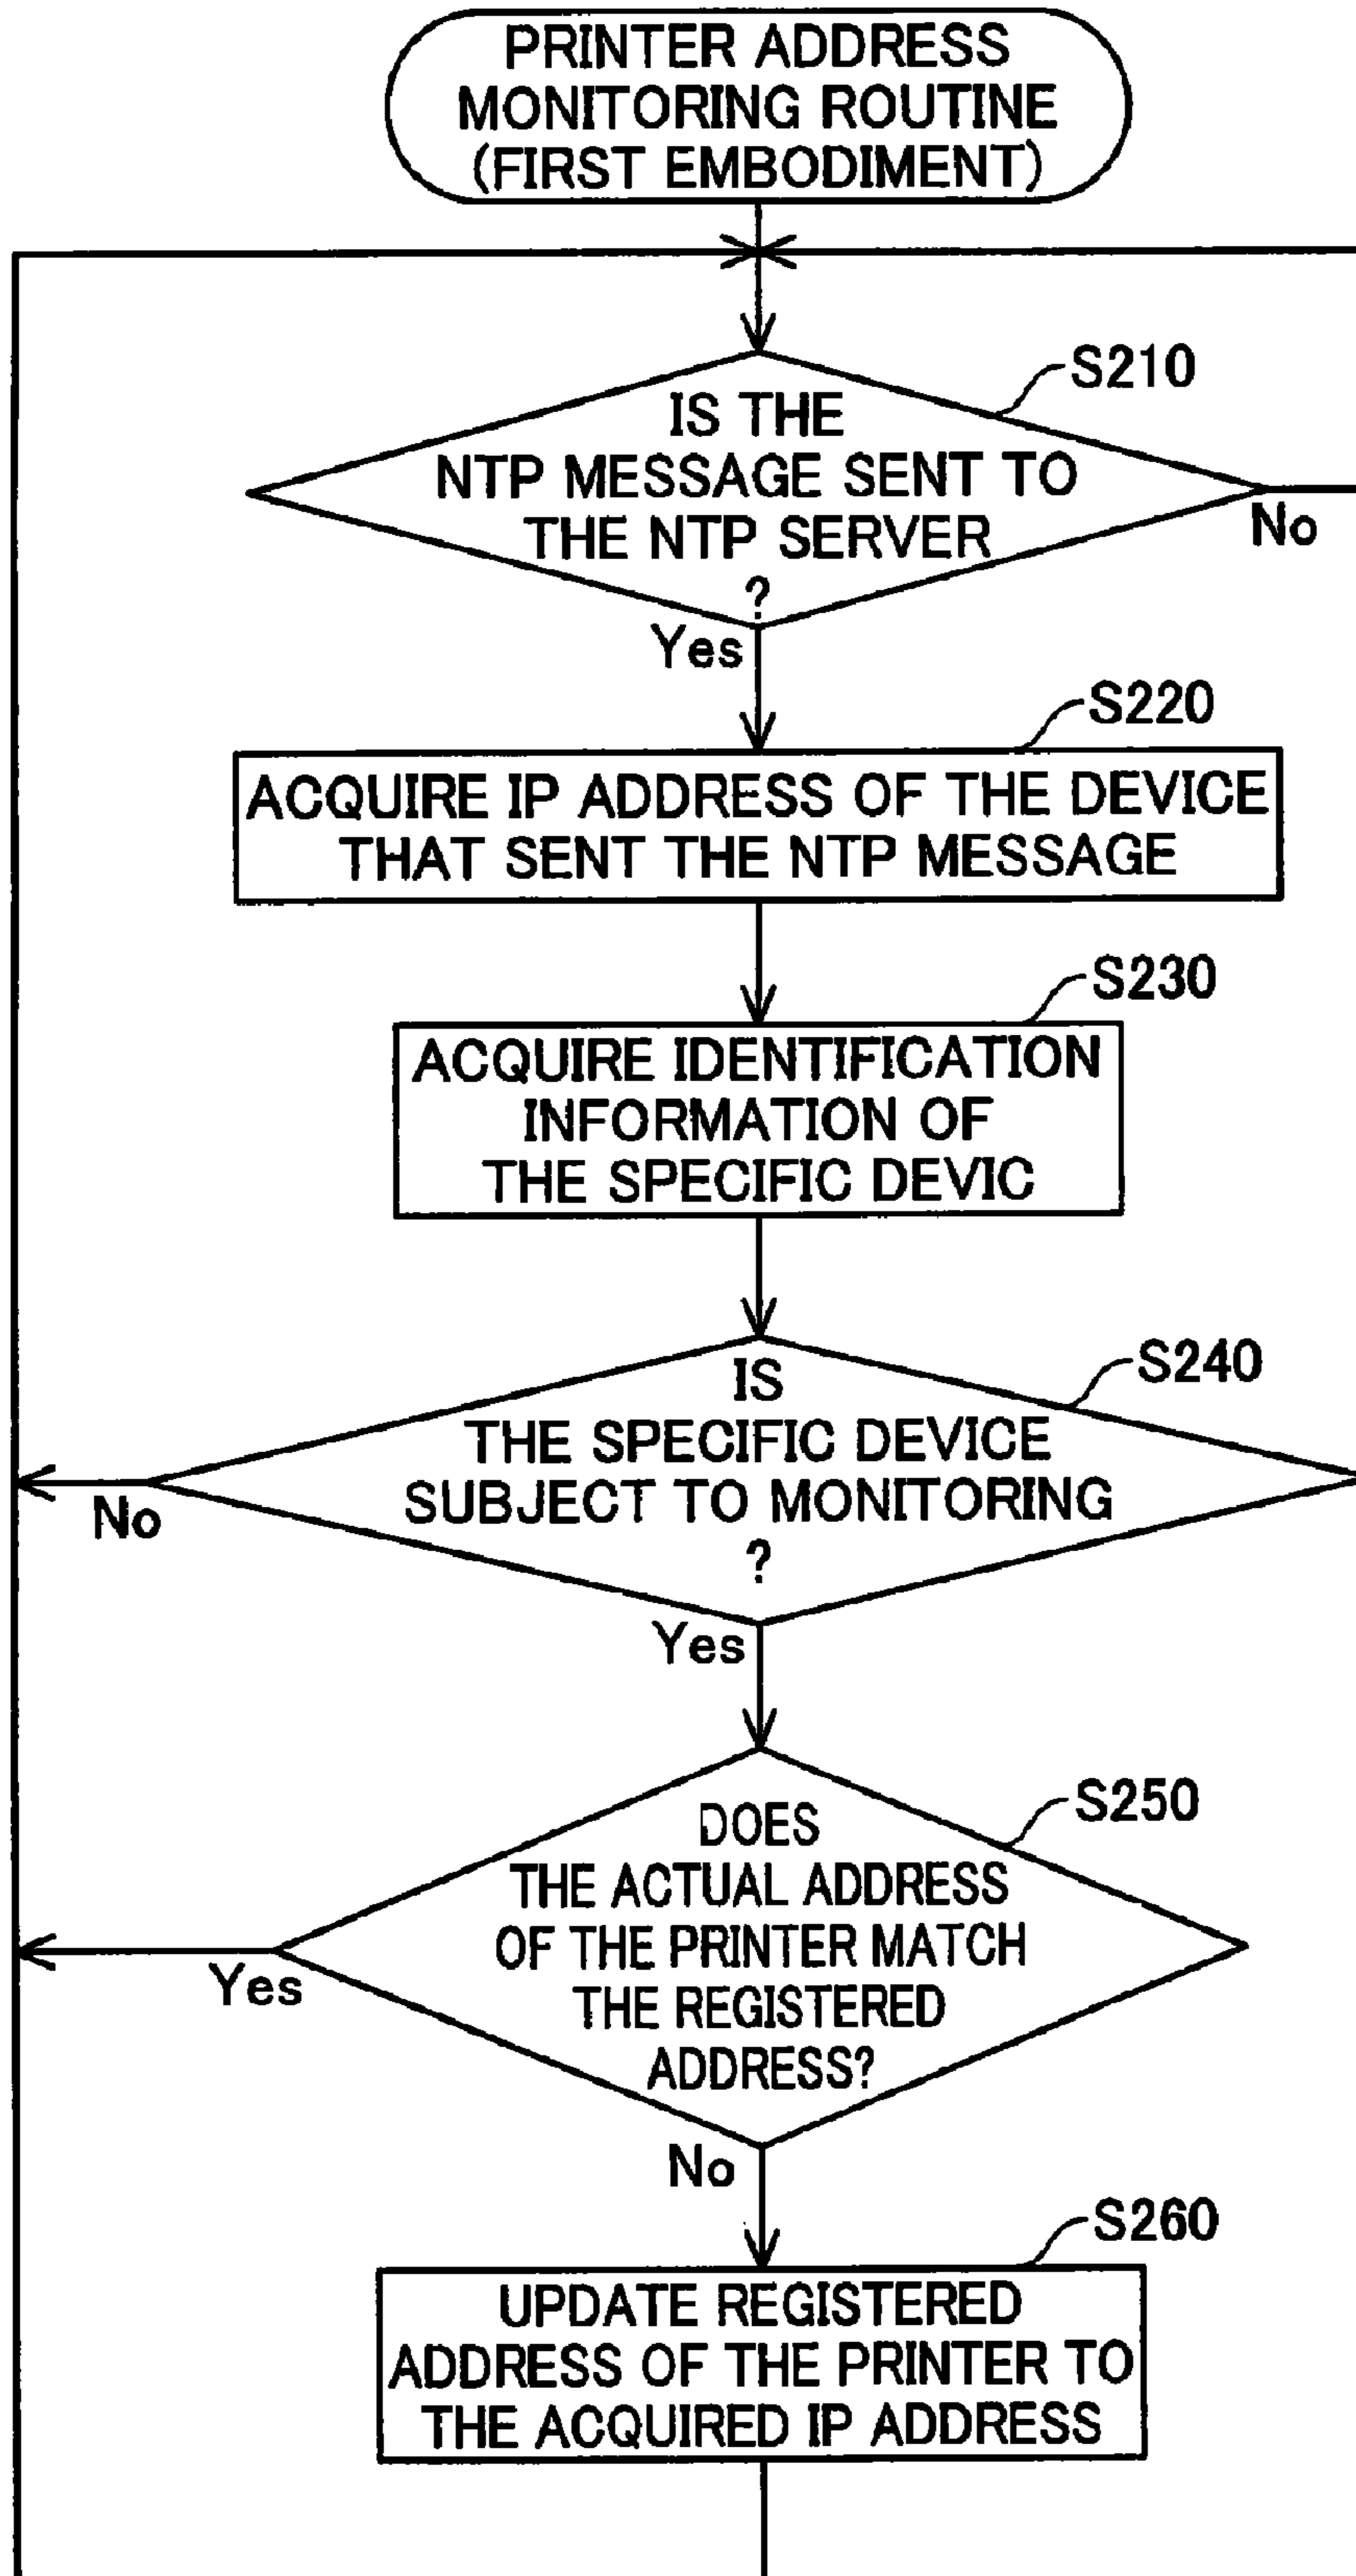 PRINTER ADDRESS
MONITORING ROUTINE
(FIRST EMBODIMENT)
S210
IS THE
NTP MESSAGE SENT TO
THE NTP SERVER
?
No
Yes
S220
ACQUIRE IP ADDRESS OF THE DEVICE
THAT SENT THE NTP MESSAGE
S230
ACQUIRE IDENTIFICATION
INFORMATION OF
THE SPECIFIC DEVIC
S240
IS
THE SPECIFIC DEVICE
SUBJECT TO MONITORING
?
No
Yes
S250
DOES
THE ACTUAL ADDRESS
OF THE PRINTER MATCH
THE REGISTERED
ADDRESS?
Yes
No
S260
UPDATE REGISTERED
ADDRESS OF THE PRINTER TO
THE ACQUIRED IP ADDRESS